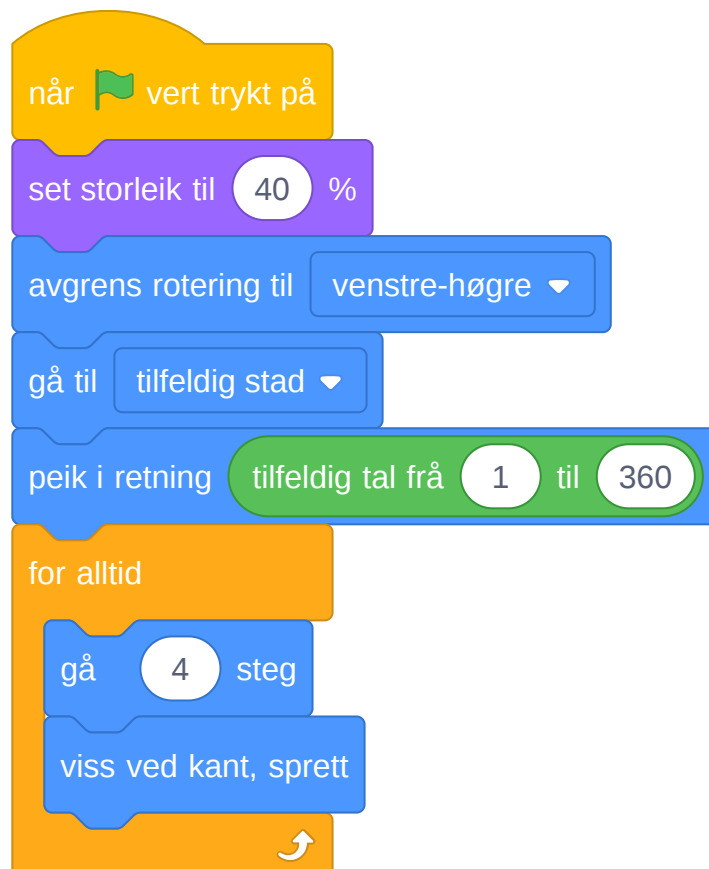 når vert trykt på
set storleik til 40 %
avgrens rotering til venstre-høgre
gå til tilfeldig stad
peik i retning tilfeldig tal frå 1 til 360
for alltid
gå 4 steg
viss ved kant, sprett